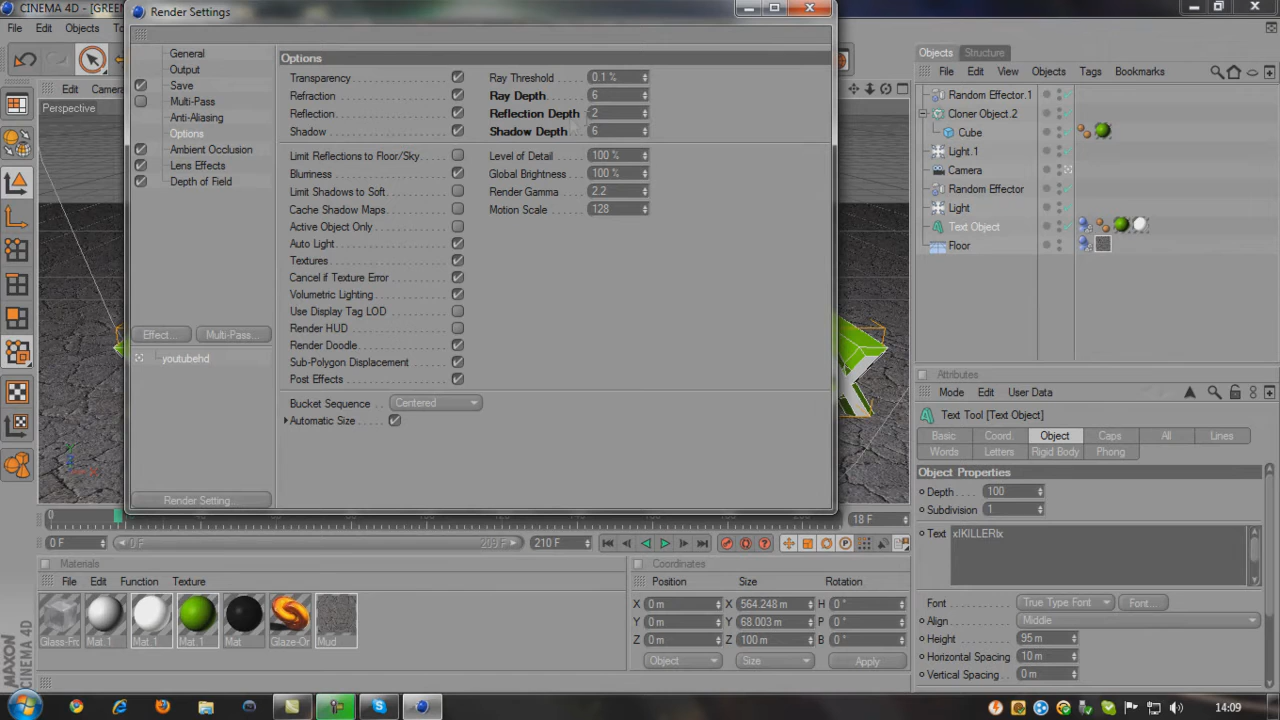 CINEMA 4D - [GREEN
Render Settings
File Edit Objects
Edit Camera
Perspective
General
Output
Save
Multi-Pass
Anti-Aliasing
Options
Ambient Occlusion
Lens Effects
Depth of Field
Effect... Multi-Pass...
youtubehd
Render Setting
Options
Transparency
Refraction
Reflection
Shadow
Ray Threshold 0.1 %
Ray Depth 6
Reflection Depth 2
Shadow Depth 6
Limit Reflections to Floor/Sky
Blurriness
Limit Shadows to Soft
Cache Shadow Maps
Active Object Only
Auto Light
Textures
Cancel if Texture Error
Volumetric Lighting
Use Display Tag LOD
Render HUD
Render Doodle
Sub-Polygon Displacement
Post Effects
Level of Detail 100 %
Global Brightness 100 %
Render Gamma 2.2
Motion Scale 128
Bucket Sequence Centered
Automatic Size
Objects Structure
File Edit View Objects Tags Bookmarks
Random Effector.1
Cloner Object.2
Cube
Light.1
Camera
Random Effector
Light
Text Object
Floor
Attributes
Mode Edit User Data
Text Tool [Text Object]
Basic Coord. Object Caps All Lines
Words Letters Rigid Body Phong
Object Properties
Depth 100
Subdivision 1
Text xIKILLERIx
Font True Type Font Font...
Align Middle
Height 95 m
Horizontal Spacing 10 m
Vertical Spacing 0 m
0 18 F
0 F 0 F 209 F 210 F
Materials
File Edit Function Texture
Glass-Fro Mat.1 Mat.1 Mat.1 Mat Glaze-Or Mud
Coordinates
Position Size Rotation
X 0 m X 564.248 m H 0 °
Y 0 m Y 68.003 m P 0 °
Z 0 m Z 100 m B 0 °
Object Size Apply
MAXON
CINEMA 4D
14:09